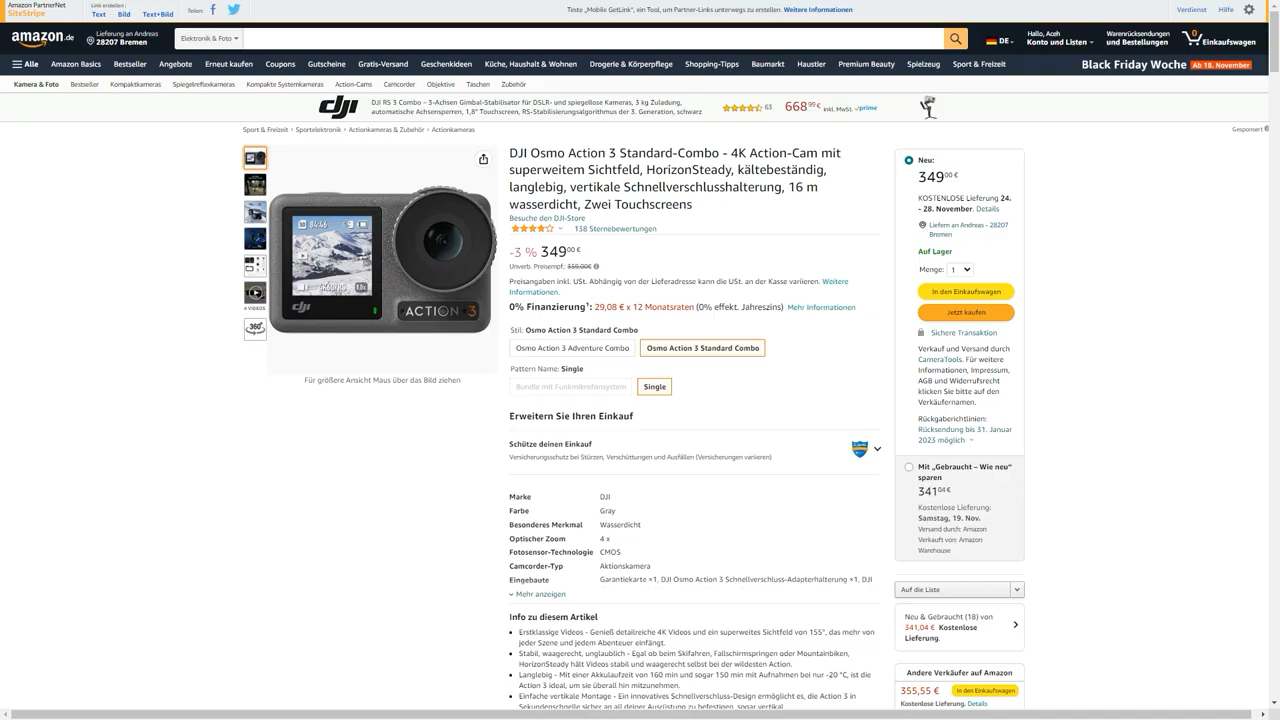 Amazon PartnerNet
SiteStripe
Link erstellen:
Text Bild Text+Bild
Teilen:
Teste „Mobile GetLink“, ein Tool, um Partner-Links unterwegs zu erstellen. Weitere Informationen
Verdienst Hilfe
amazon.de
Liefern an Andreas
28207 Bremen
Elektronik & Foto
DE
Hallo, Aceh
Konto und Listen
Warenrücksendungen
und Bestellungen
0
Einkaufswagen
Alle Amazon Basics Bestseller Angebote Erneut kaufen Coupons Gutscheine Gratis-Versand Geschenkideen Küche, Haushalt & Wohnen Drogerie & Körperpflege Shopping-Tipps Baumarkt Haustier Premium Beauty Spielzeug Sport & Freizeit
Black Friday Woche Ab 18. November
Kamera & Foto Bestseller Kompaktkameras Spiegelreflexkameras Kompakte Systemkameras Action-Cams Camcorder Objektive Taschen Zubehör
dji
DJI RS 3 Combo – 3-Achsen Gimbal-Stabilisator für DSLR- und spiegellose Kameras, 3 kg Zuladung,
automatische Achsensperren, 1,8" Touchscreen, RS-Stabilisierungsalgorithmus der 3. Generation, schwarz
63
668 99 € inkl. MwSt. prime
Sport & Freizeit › Sportelektronik › Actionkameras & Zubehör › Actionkameras
Gesponsert
DJI Osmo Action 3 Standard-Combo - 4K Action-Cam mit
superweitem Sichtfeld, HorizonSteady, kältebeständig,
langlebig, vertikale Schnellverschlusshalterung, 16 m
wasserdicht, Zwei Touchscreens
Besuche den DJI-Store
138 Sternebewertungen
-3 % 349 00 €
Unverb. Preisempf.: 359,00€
Preisangaben inkl. USt. Abhängig von der Lieferadresse kann die USt. an der Kasse variieren. Weitere
Informationen.
0% Finanzierung¹: 29,08 € x 12 Monatsraten (0% effekt. Jahreszins) Mehr Informationen
Stil: Osmo Action 3 Standard Combo
Osmo Action 3 Adventure Combo
Osmo Action 3 Standard Combo
Pattern Name: Single
Bundle mit Funkmikrofonsystem
Single
4 VIDEOS
360°
dji
ACTION 3
Für größere Ansicht Maus über das Bild ziehen
Erweitern Sie Ihren Einkauf
Schütze deinen Einkauf
Versicherungsschutz bei Stürzen, Verschüttungen und Ausfällen (Versicherungen variieren)
Marke DJI
Farbe Gray
Besonderes Merkmal Wasserdicht
Optischer Zoom 4 x
Fotosensor-Technologie CMOS
Camcorder-Typ Aktionskamera
Eingebaute Garantiekarte ×1, DJI Osmo Action 3 Schnellverschluss-Adapterhalterung ×1, DJI
Mehr anzeigen
Info zu diesem Artikel
Erstklassige Videos - Genieß detailreiche 4K Videos und ein superweites Sichtfeld von 155°, das mehr von
jeder Szene und jedem Abenteuer einfängt.
Stabil, waagerecht, unglaublich - Egal ob beim Skifahren, Fallschirmspringen oder Mountainbiken,
HorizonSteady hält Videos stabil und waagerecht selbst bei der wildesten Aktion.
Langlebig - Mit einer Akkulaufzeit von 160 min und sogar 150 min mit Aufnahmen bei nur -20 °C, ist die
Action 3 ideal, um sie überall hin mitzunehmen.
Einfache vertikale Montage - Ein innovatives Schnellverschluss-Design ermöglicht es, die Action 3 in
Sekundenschnelle sicher an all deiner Ausrüstung zu befestigen, sogar vertikal.
Neu:
349 00 €
KOSTENLOSE Lieferung 24.
- 28. November. Details
Liefern an Andreas - 28207
Bremen
Auf Lager
Menge: 1
In den Einkaufswagen
Jetzt kaufen
Sichere Transaktion
Verkauf und Versand durch
CameraTools. Für weitere
Informationen, Impressum,
AGB und Widerrufsrecht
klicken Sie bitte auf den
Verkäufernamen.
Rückgaberichtlinien:
Rücksendung bis 31. Januar
2023 möglich
Mit „Gebraucht – Wie neu“
sparen
341 04 €
Kostenlose Lieferung:
Samstag, 19. Nov.
Versand durch: Amazon
Verkauft von: Amazon
Warehouse
Auf die Liste
Neu & Gebraucht (18) von
341,04 € Kostenlose
Lieferung.
Andere Verkäufer auf Amazon
355,55 € In den Einkaufswagen
Kostenlose Lieferung. Details